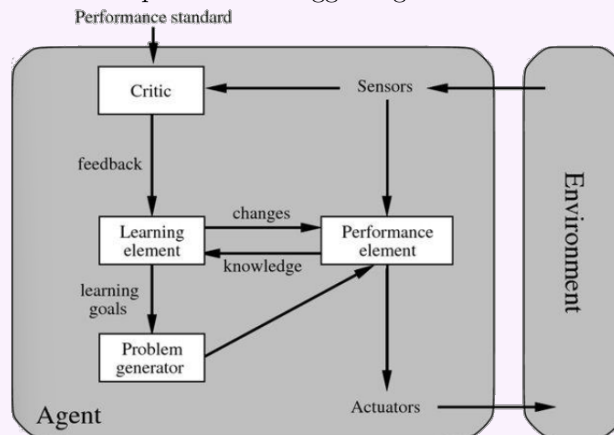 Performance standard
Critic
Sensors
feedback
changes
Learning
element
Performance
element
knowledge
learning
goals
Problem
generator
Agent
Actuators
Environment